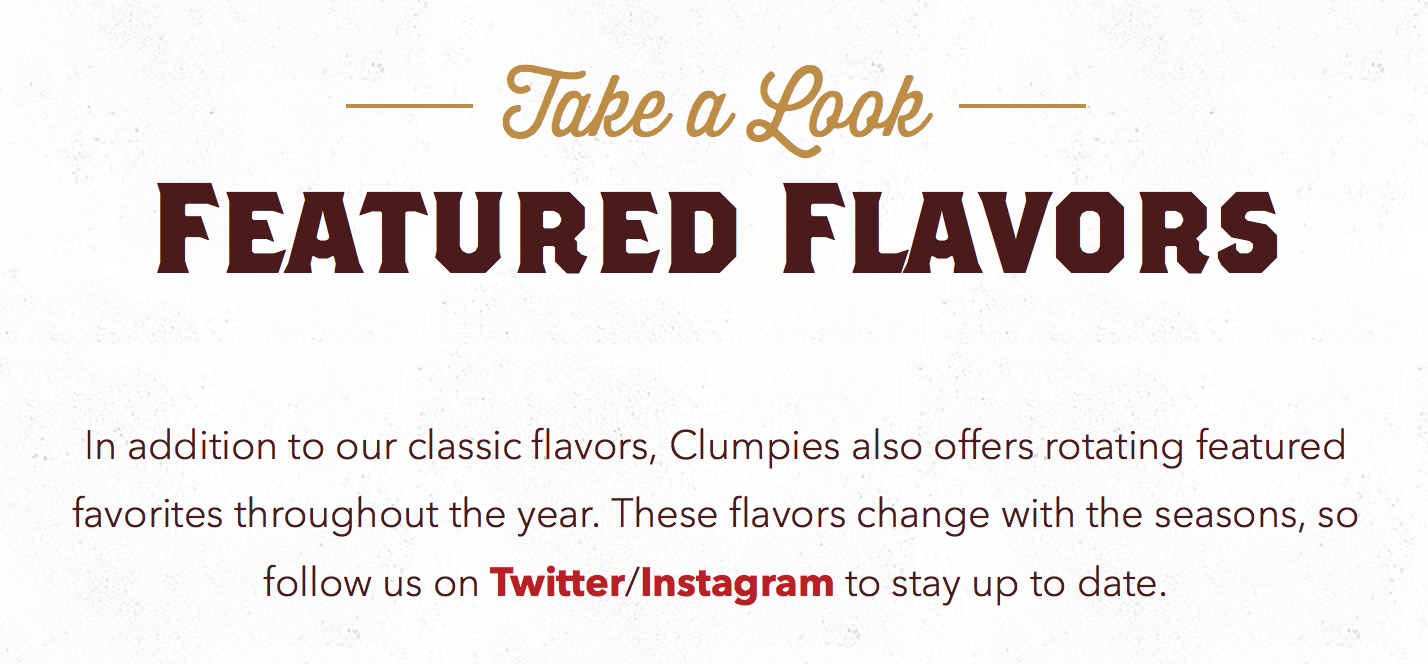 Take a Look
FEATURED FLAVORS
In addition to our classic flavors, Clumpies also offers rotating featured
favorites throughout the year. These flavors change with the seasons, so
follow us on Twitter/Instagram to stay up to date.